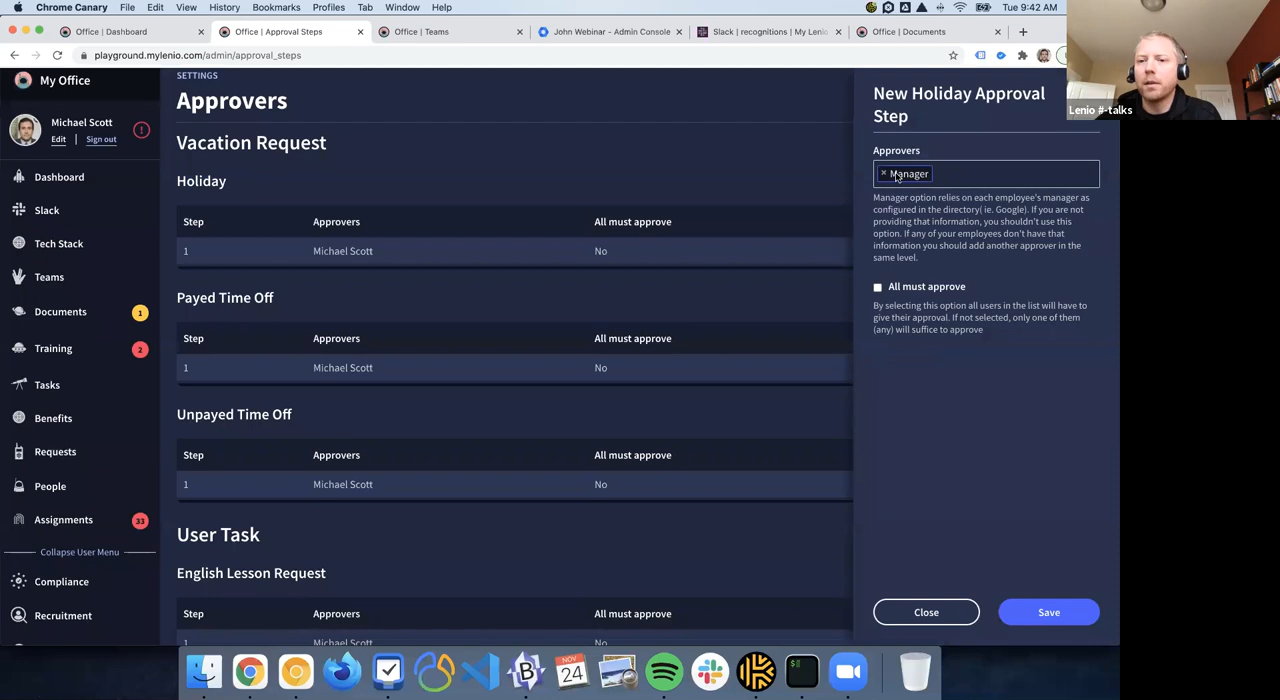 Chrome Canary File Edit View History Bookmarks Profiles Tab Window Help Tue 9:42 AM
Office | Dashboard Office | Approval Steps Office | Teams John Webinar - Admin Console Slack | recognitions | My Lenio Office | Documents
playground.mylenio.com/admin/approval_steps
Lenio #-talks
My Office
Michael Scott
Edit | Sign out
Dashboard
Slack
Tech Stack
Teams
Documents 1
Training 2
Tasks
Benefits
Requests
People
Assignments 33
Collapse User Menu
Compliance
Recruitment
SETTINGS
Approvers
Vacation Request
Holiday
Step Approvers All must approve
1 Michael Scott No
Payed Time Off
Step Approvers All must approve
1 Michael Scott No
Unpayed Time Off
Step Approvers All must approve
1 Michael Scott No
User Task
English Lesson Request
Step Approvers All must approve
1 Michael Scott No
New Holiday Approval
Step
Approvers
× Manager
Manager option relies on each employee's manager as
configured in the directory( ie. Google). If you are not
providing that information, you shouldn't use this
option. If any of your employees don't have that
information you should add another approver in the
same level.
All must approve
By selecting this option all users in the list will have to
give their approval. If not selected, only one of them
(any) will suffice to approve
Close Save
NOV
24